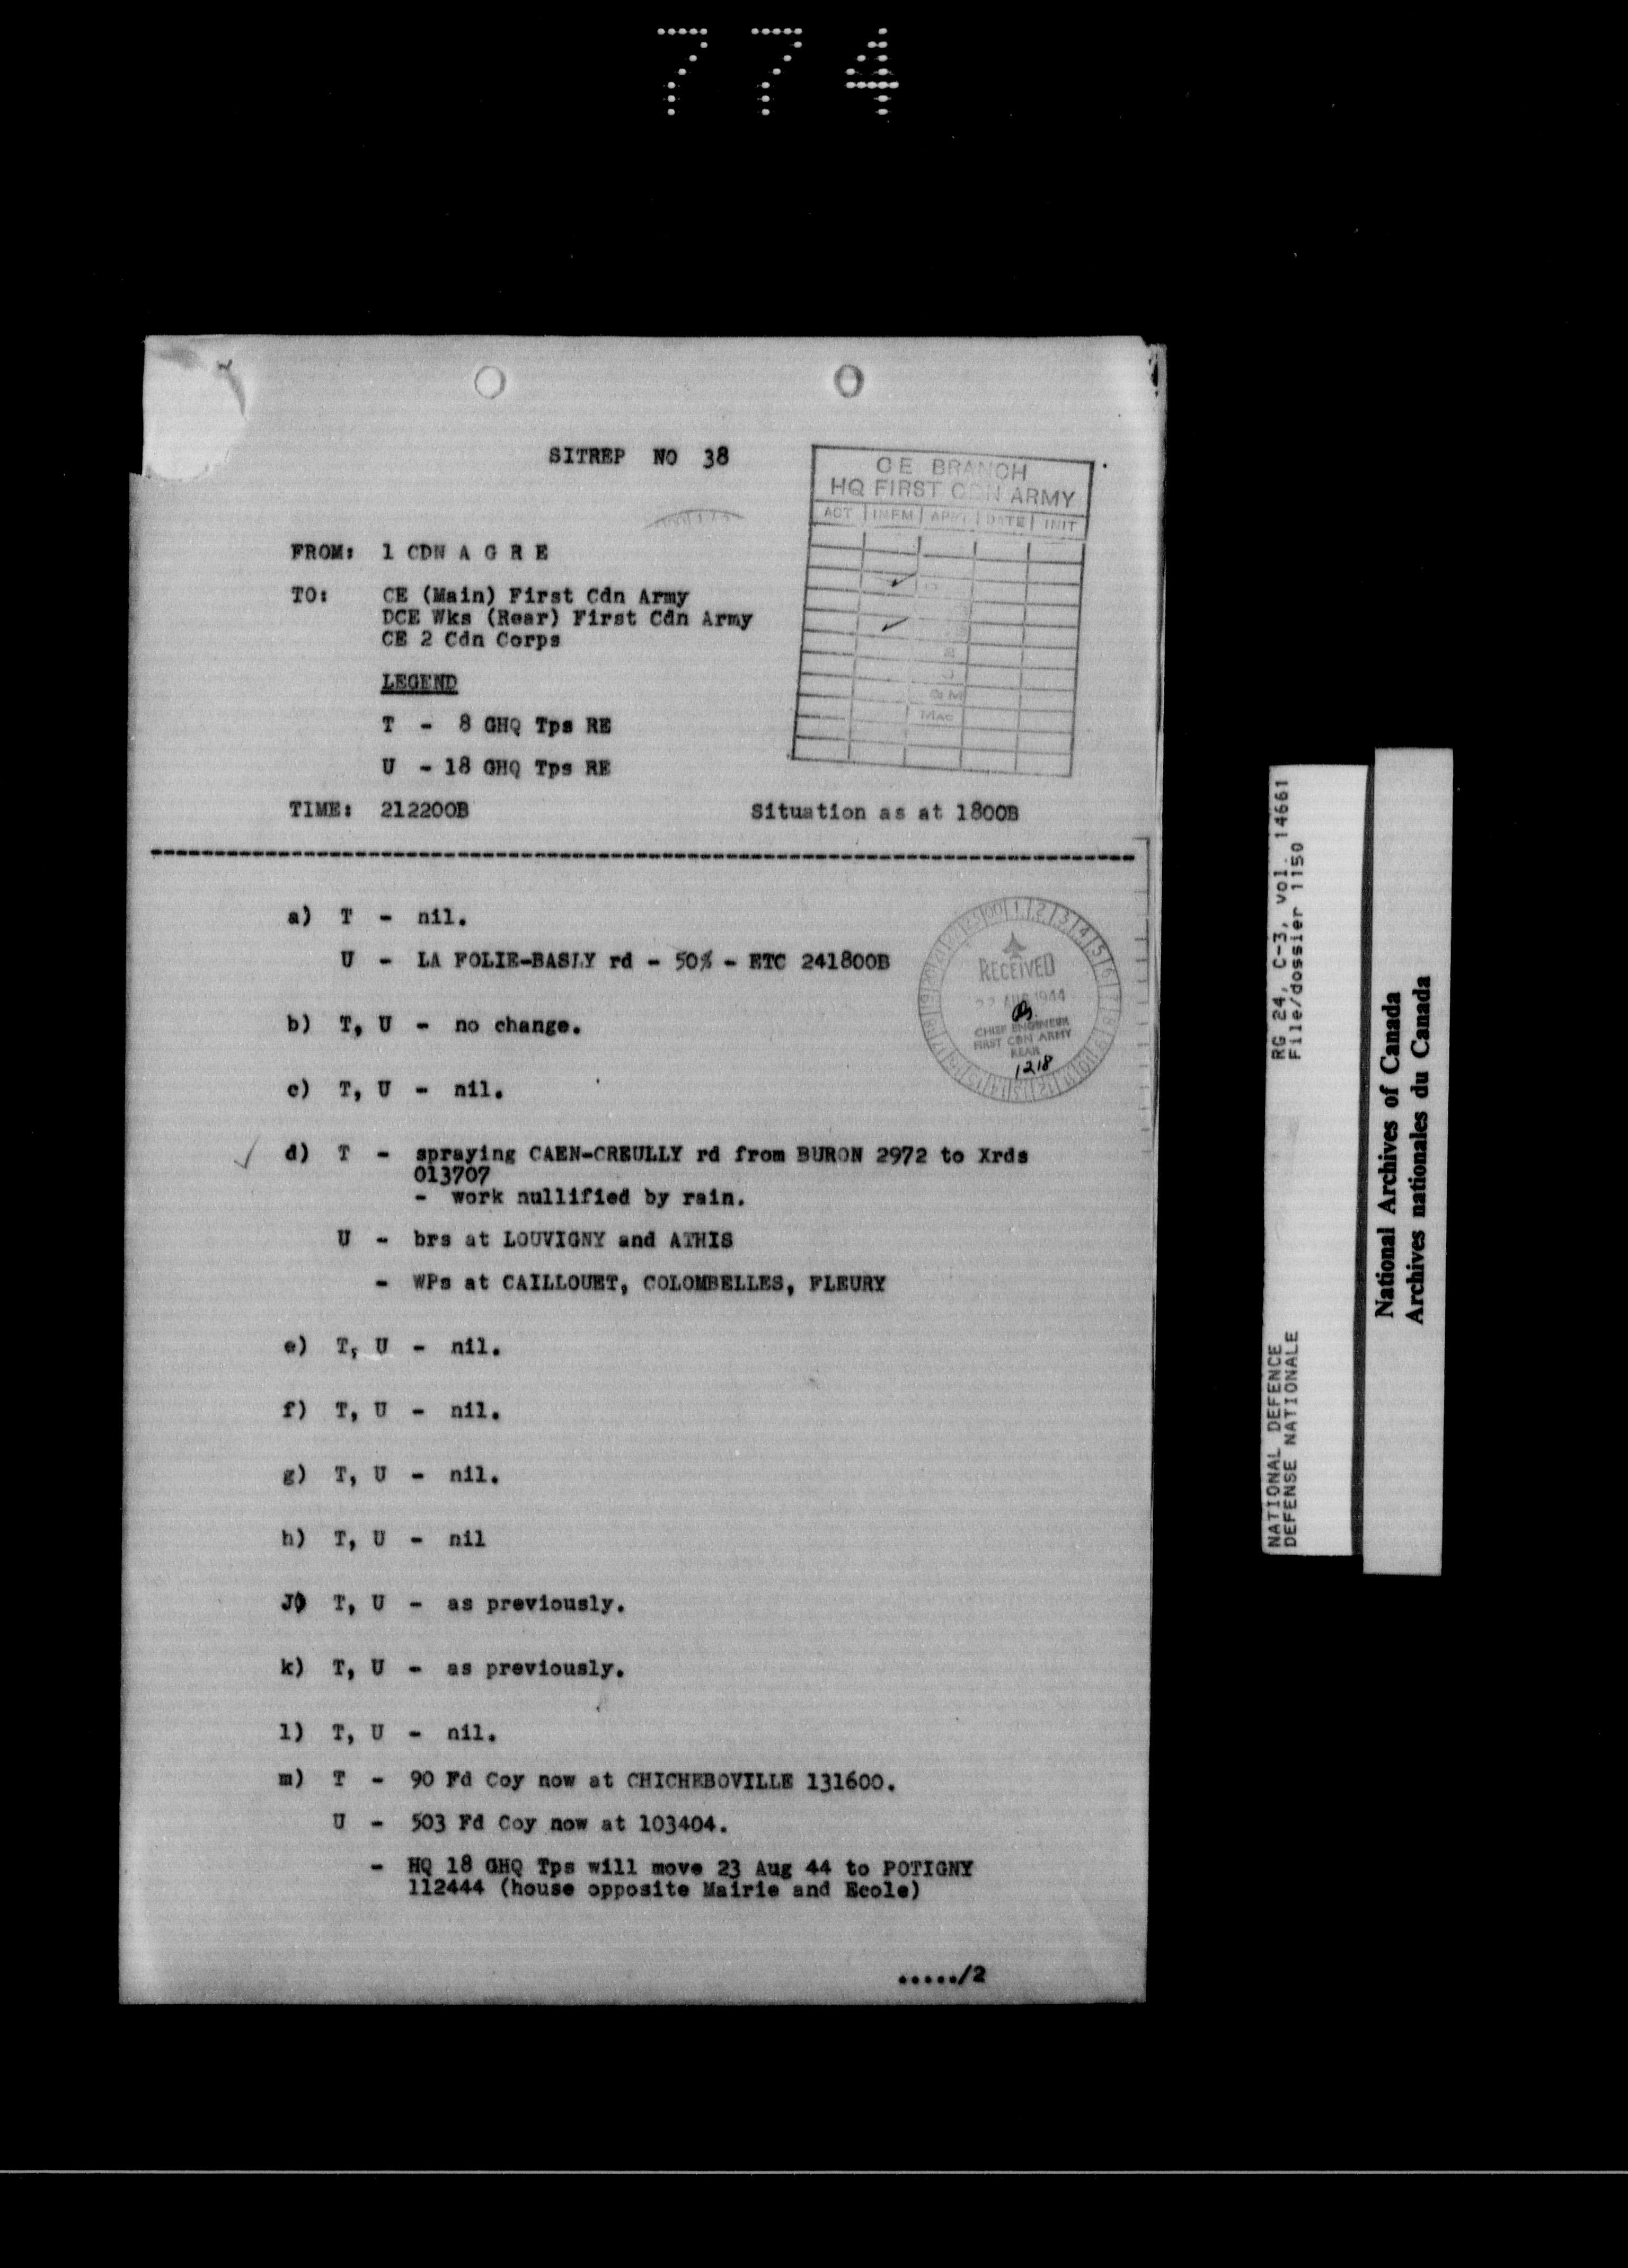 774
SITREP NO 38
CE BRANCH
HQ FIRST CDN ARMY
ACT INFM APPT DATE INIT
QM
MAC
FROM: 1 CDN A G R E
TO: CE (Main) First Cdn Army
DCE Wks (Rear) First Cdn Army
CE 2 Cdn Corps
LEGEND
T - 8 GHQ Tps RE
U - 18 GHQ Tps RE
TIME: 212200B Situation as at 1800B
a) T - nil.
U - LA FOLIE-BASLY rd - 50% - ETC 241800B
RECEIVED
22 AUG 1944
CHIEF ENGINEER
FIRST CDN ARMY
REAR
1218
b) T, U - no change.
c) T, U - nil.
d) T - spraying CAEN-CREULLY rd from BURON 2972 to Xrds
013707
- work nullified by rain.
U - brs at LOUVIGNY and ATHIS
- WPs at CAILLOUET, COLOMBELLES, FLEURY
e) T, U - nil.
f) T, U - nil.
g) T, U - nil.
h) T, U - nil
J) T, U - as previously.
k) T, U - as previously.
l) T, U - nil.
m) T - 90 Fd Coy now at CHICHEBOVILLE 131600.
U - 503 Fd Coy now at 103404.
- HQ 18 GHQ Tps will move 23 Aug 44 to POTIGNY
112444 (house opposite Mairie and Ecole)
...../2
NATIONAL DEFENCE RG 24, C-3, vol. 14661
DEFENSE NATIONALE File/dossier 1150
National Archives of Canada
Archives nationales du Canada